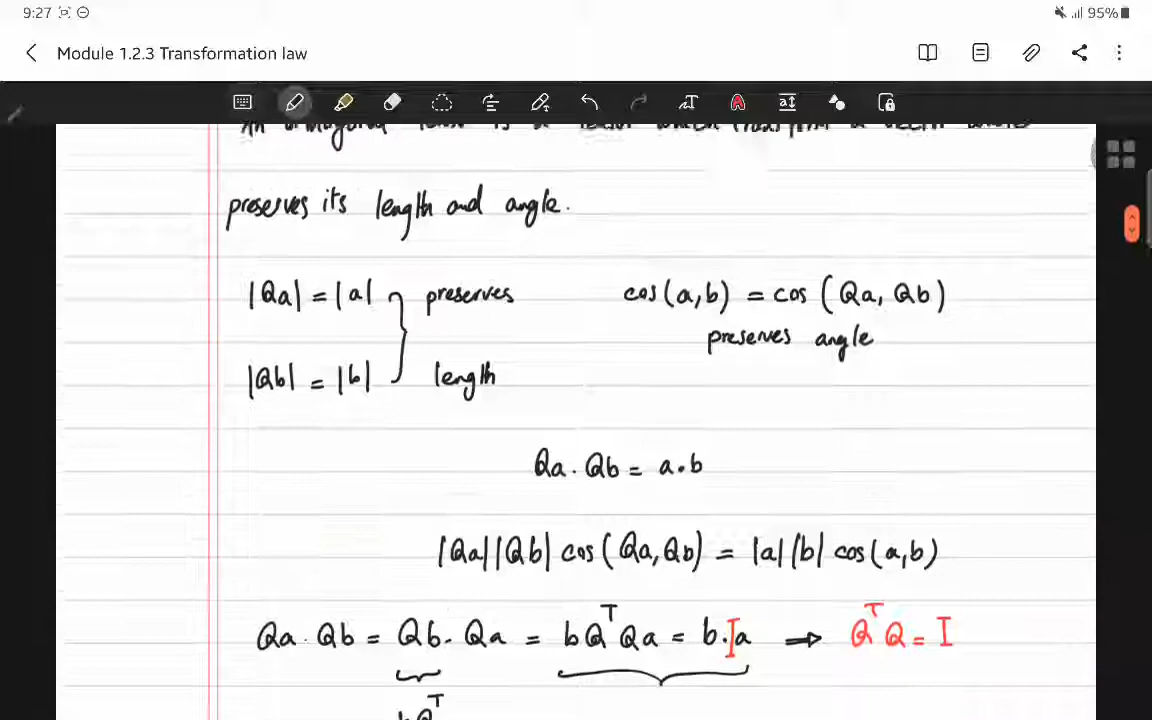 9:27
95%
Module 1.2.3 Transformation law
preserves its length and angle.
|Qa| = |a| preserves
cos(a,b) = cos (Qa, Qb)
preserves angle
|Qb| = |b| length
Qa . Qb = a . b
|Qa| |Qb| cos (Qa, Qb) = |a| |b| cos (a,b)
Qa . Qb = Qb . Qa = bQᵀQa = b.Ia ⇒ QᵀQ = I
bQᵀ